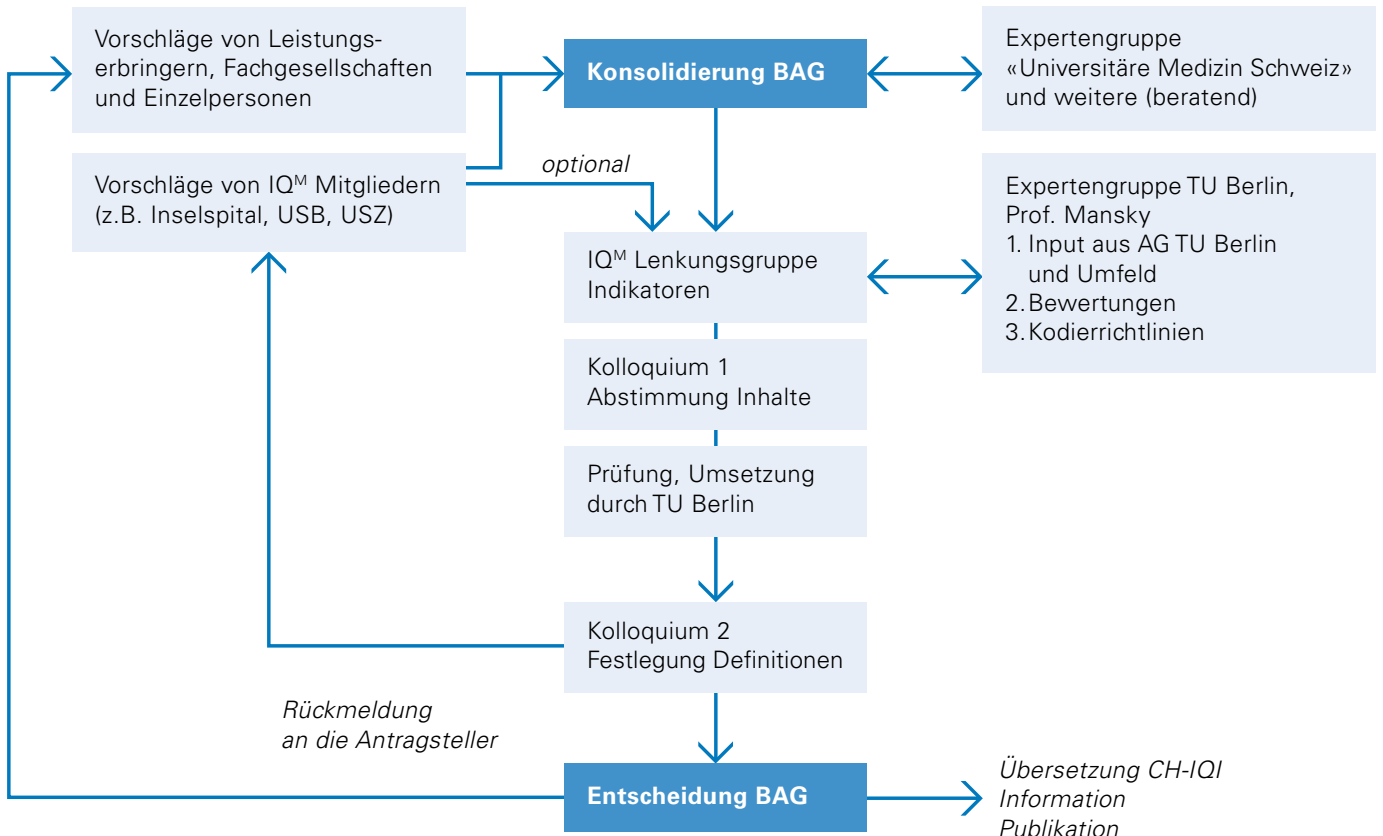 Vorschläge von Leistungs-
erbringern, Fachgesellschaften
und Einzelpersonen
Konsolidierung BAG
Expertengruppe
«Universitäre Medizin Schweiz»
und weitere (beratend)
Vorschläge von IQᴹ Mitgliedern
(z.B. Inselspital, USB, USZ)
optional
Expertengruppe TU Berlin,
Prof. Mansky
1. Input aus AG TU Berlin
und Umfeld
2. Bewertungen
3. Kodierrichtlinien
IQᴹ Lenkungsgruppe
Indikatoren
Kolloquium 1
Abstimmung Inhalte
Prüfung, Umsetzung
durch TU Berlin
Kolloquium 2
Festlegung Definitionen
Rückmeldung
an die Antragsteller
Entscheidung BAG
Übersetzung CH-IQI
Information
Publikation